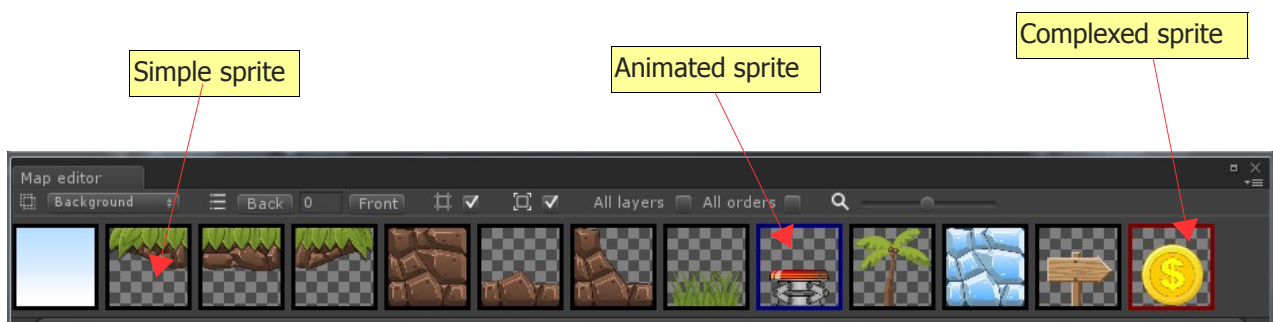 Complexed sprite
Animated sprite
Simple sprite
Map editor
Background Back 0 Front All layers All orders
$